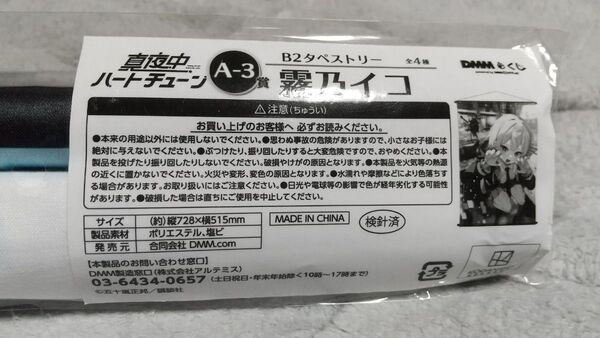 真夜中
ハートチューン
A-3賞
B2タペストリー
全4種
霧乃イコ
DMMくじ
⚠注意(ちゅうい)
お買い上げのお客様へ 必ずお読みください。
●本来の用途以外には使用しないでください。●思わぬ事故の危険がありますので、小さなお子様には
絶対に与えないでください。●ぶつけたり、振り回したりすると大変危険ですので、おやめください。●本
製品を投げたり振り回したりしないでください。破損やけがの原因となります。●本製品を火気等の熱源
の近くに置かないでください。火災や変形、変色の原因となります。●水濡れや摩擦などにより色落ちす
る場合があります。お取り扱いにはご注意ください。●日光や電球等の影響で色が経年劣化する可能性
があります。●破損した場合は直ちにご使用を中止してください。
サイズ (約)縦728×横515mm
製品素材 ポリエステル、塩ビ
発売元 合同会社DMM.com
MADE IN CHINA
検針済
【本製品のお問い合わせ窓口】
DMM製造窓口(株式会社アルテミス)
03-6434-0657 (土日祝日・年末年始除く10時～17時まで)
©五十嵐正邦／講談社
プラ